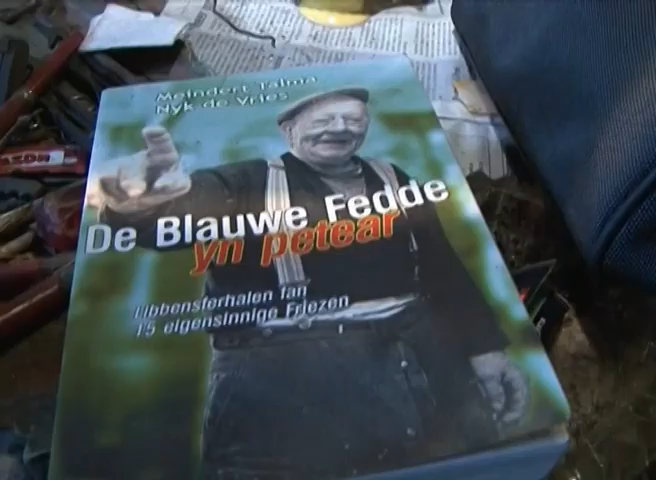 Meindert Talma
Nyk de Vries
De Blauwe Fedde
yn petear
Libbensferhalen fan
15 eigensinnige Friezen